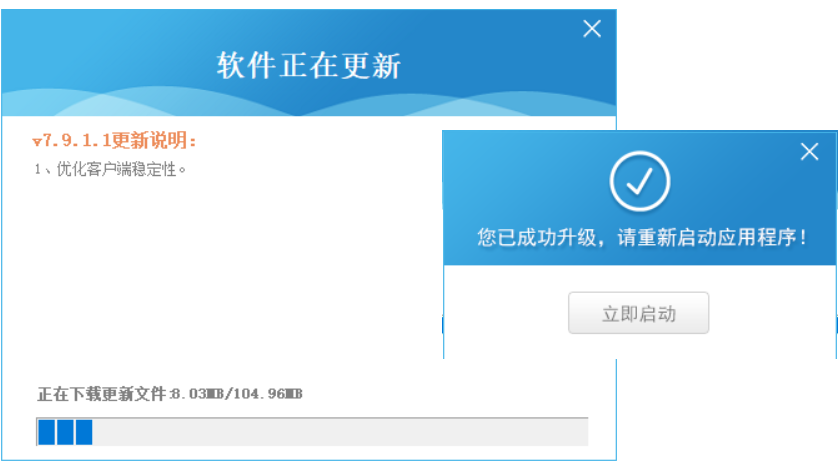 软件正在更新
v7.9.1.1更新说明:
1、优化客户端稳定性。
您已成功升级，请重新启动应用程序!
立即启动
正在下载更新文件:8.03MB/104.96MB